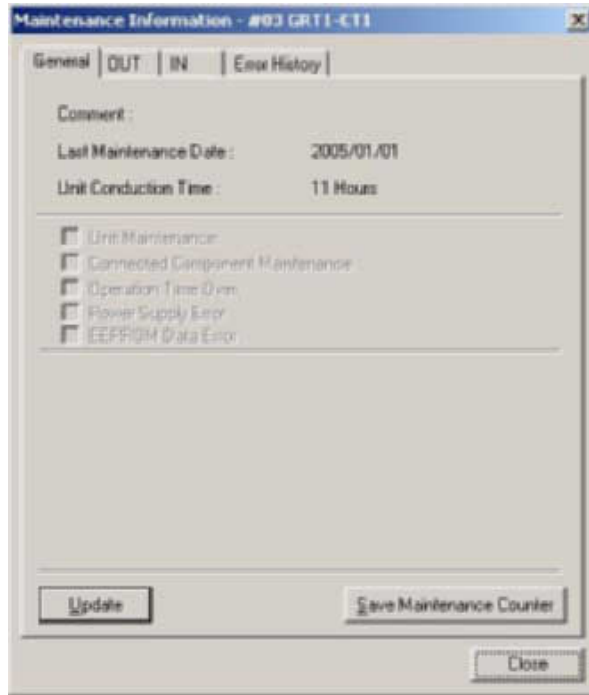 Maintenance Information - #03 GRT1-CT1
General OUT IN Error History
Comment :
Last Maintenance Date : 2005/01/01
Unit Conduction Time : 11 Hours
Unit Maintenance
Connected Component Maintenance
Operation Time Over
Power Supply Error
EEPROM Data Error
Update
Save Maintenance Counter
Close